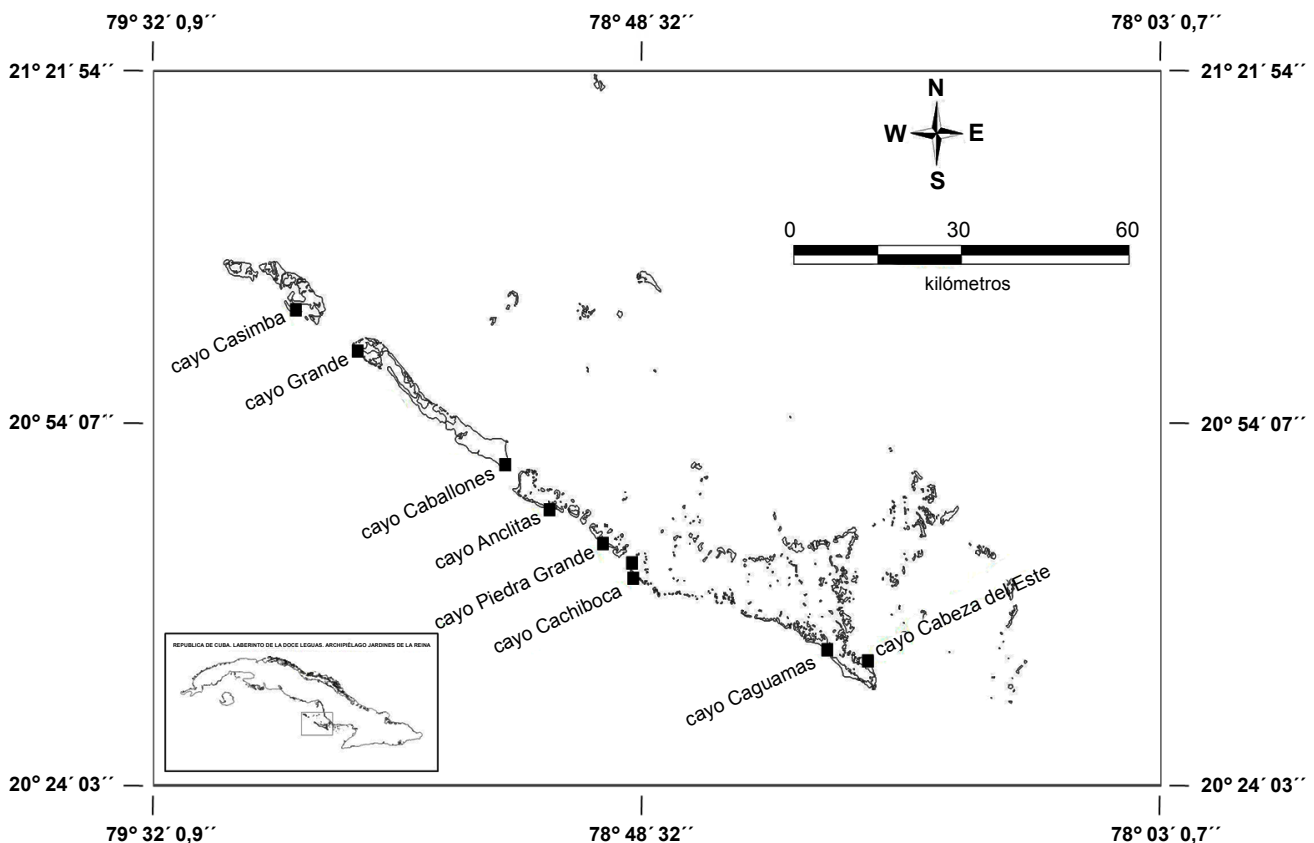 79° 32´ 0,9´´ 78° 48´ 32´´ 78° 03´ 0,7´´
21° 21´ 54´´ 21° 21´ 54´´
N
W E
S
0 30 60
kilómetros
cayo Casimba
cayo Grande
20° 54´ 07´´ 20° 54´ 07´´
cayo Caballones
cayo Anclitas
cayo Piedra Grande
cayo Cachiboca
cayo Cabeza del Este
cayo Caguamas
REPUBLICA DE CUBA. LABERINTO DE LA DOCE LEGUAS. ARCHIPIÉLAGO JARDINES DE LA REINA
20° 24´ 03´´ 20° 24´ 03´´
79° 32´ 0,9´´ 78° 48´ 32´´ 78° 03´ 0,7´´